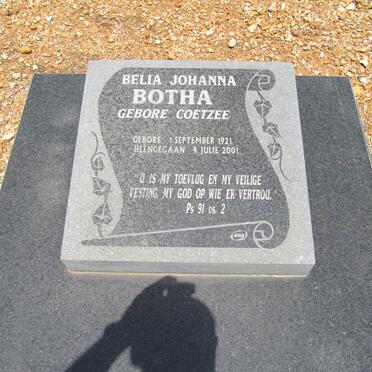 BELIA JOHANNA
BOTHA
GEBORE COETZEE
GEBORE 1 SEPTEMBER 1921
HEENGEGAAN 4 JULIE 2001
"U IS MY TOEVLUG EN MY VEILIGE
VESTING, MY GOD OP WIE EK VERTROU."
Ps 91 vs. 2